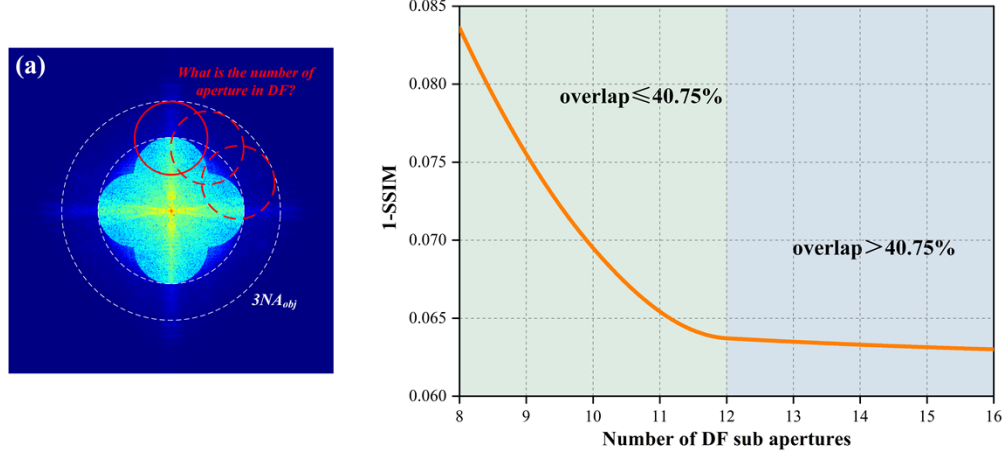 (a)
What is the number of
aperture in DF?
3NAobj
0.085
0.080
0.075
0.070
0.065
0.060
1-SSIM
overlap≤40.75%
overlap>40.75%
8 9 10 11 12 13 14 15 16
Number of DF sub apertures